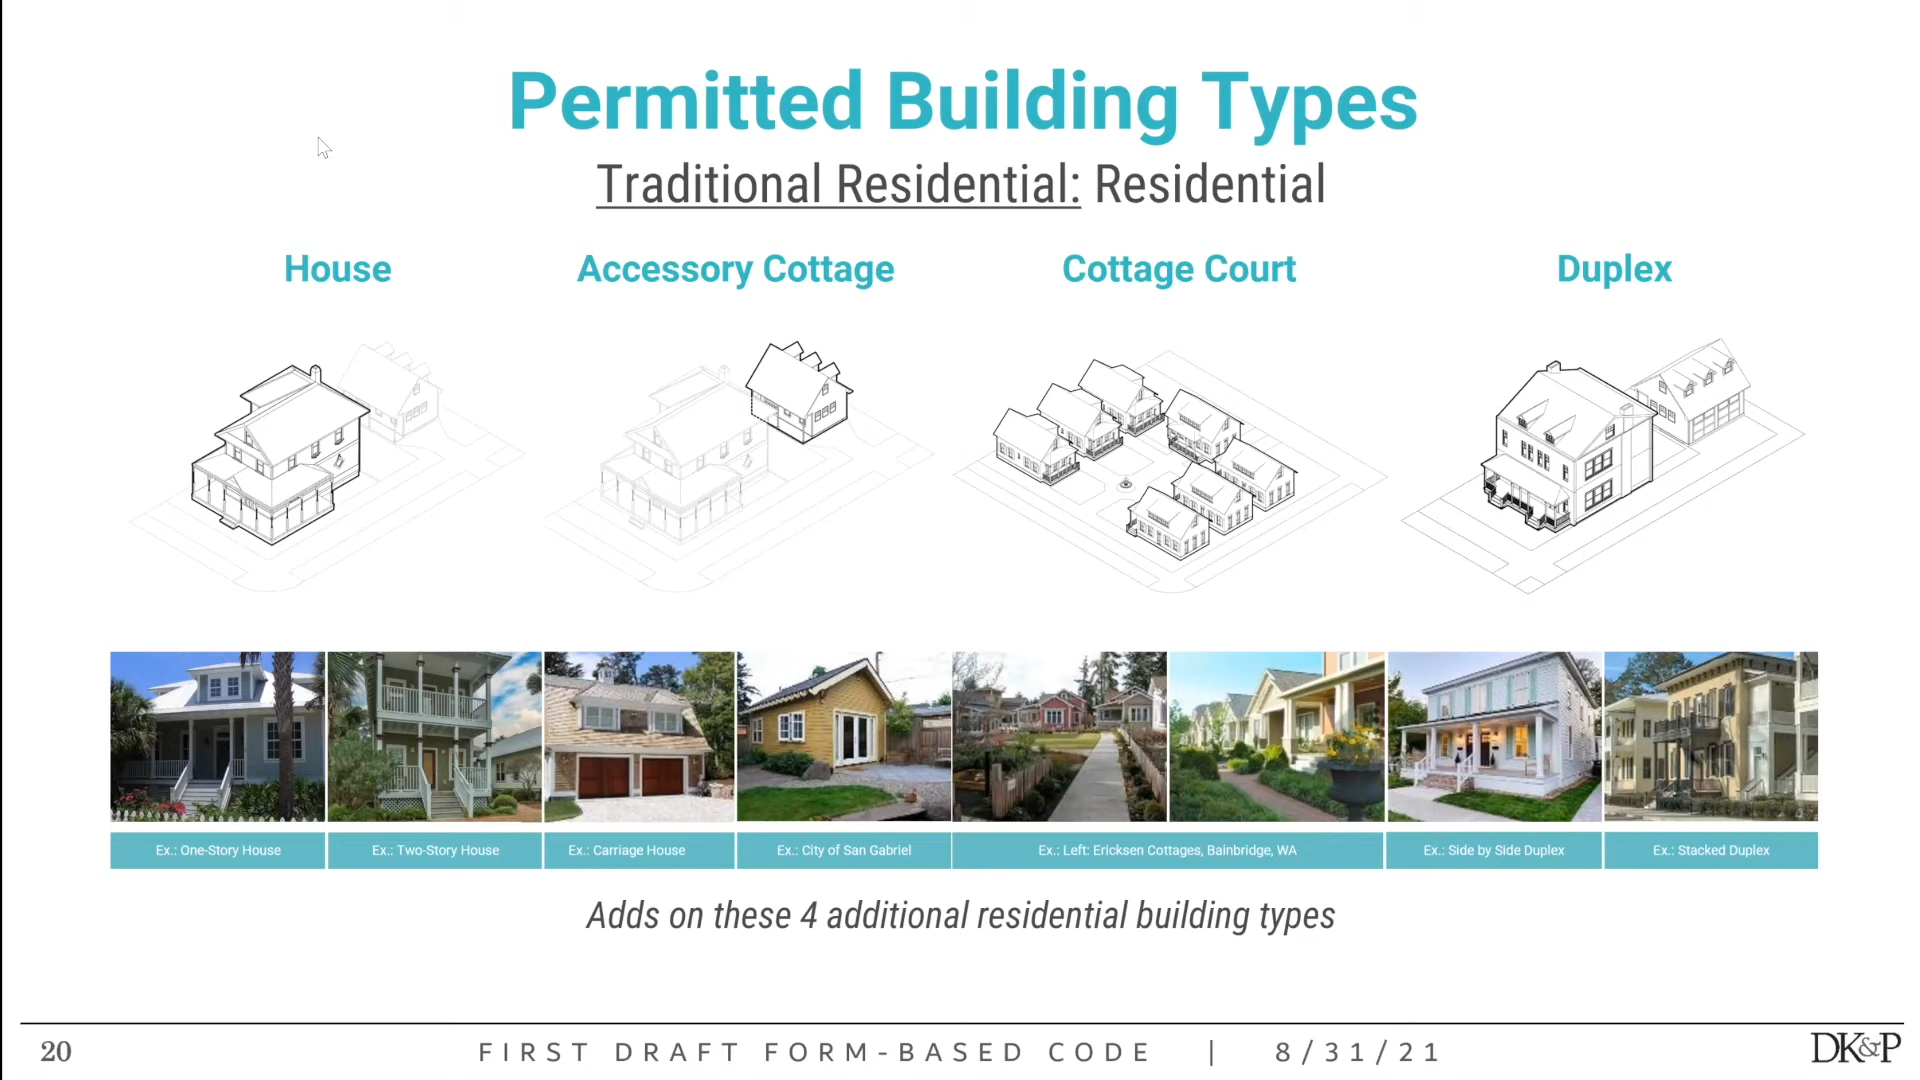 Permitted Building Types
Traditional Residential: Residential
House
Accessory Cottage
Cottage Court
Duplex
Ex.: One-Story House
Ex.: Two-Story House
Ex.: Carriage House
Ex.: City of San Gabriel
Ex.: Left: Ericksen Cottages, Bainbridge, WA
Ex.: Side by Side Duplex
Ex.: Stacked Duplex
Adds on these 4 additional residential building types
20
FIRST DRAFT FORM-BASED CODE | 8/31/21
DK&P